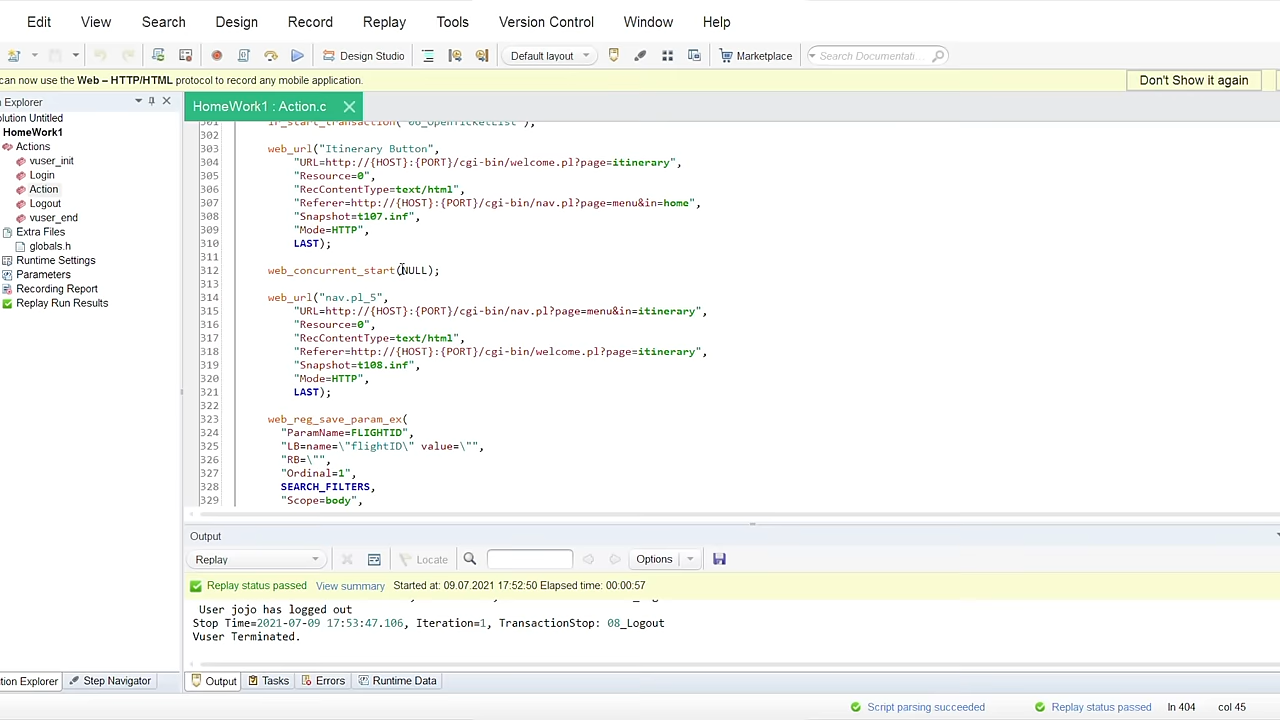 Edit View Search Design Record Replay Tools Version Control Window Help
Design Studio Default layout Marketplace Search Documentati...
can now use the Web – HTTP/HTML protocol to record any mobile application. Don't Show it again
Explorer
HomeWork1 : Action.c
olution Untitled
HomeWork1
Actions
vuser_init
Login
Action
Logout
vuser_end
Extra Files
globals.h
Runtime Settings
Parameters
Recording Report
Replay Run Results
301 lr_start_transaction("06_OpenTicketList");
302
303 web_url("Itinerary Button",
304 "URL=http://{HOST}:{PORT}/cgi-bin/welcome.pl?page=itinerary",
305 "Resource=0",
306 "RecContentType=text/html",
307 "Referer=http://{HOST}:{PORT}/cgi-bin/nav.pl?page=menu&in=home",
308 "Snapshot=t107.inf",
309 "Mode=HTTP",
310 LAST);
311
312 web_concurrent_start(NULL);
313
314 web_url("nav.pl_5",
315 "URL=http://{HOST}:{PORT}/cgi-bin/nav.pl?page=menu&in=itinerary",
316 "Resource=0",
317 "RecContentType=text/html",
318 "Referer=http://{HOST}:{PORT}/cgi-bin/welcome.pl?page=itinerary",
319 "Snapshot=t108.inf",
320 "Mode=HTTP",
321 LAST);
322
323 web_reg_save_param_ex(
324 "ParamName=FLIGHTID",
325 "LB=name=\"flightID\" value=\"",
326 "RB=\"",
327 "Ordinal=1",
328 SEARCH_FILTERS,
329 "Scope=body",
Output
Replay Locate Options
Replay status passed View summary Started at: 09.07.2021 17:52:50 Elapsed time: 00:00:57
User jojo has logged out
Stop Time=2021-07-09 17:53:47.106, Iteration=1, TransactionStop: 08_Logout
Vuser Terminated.
tion Explorer Step Navigator Output Tasks Errors Runtime Data
Script parsing succeeded Replay status passed ln 404 col 45